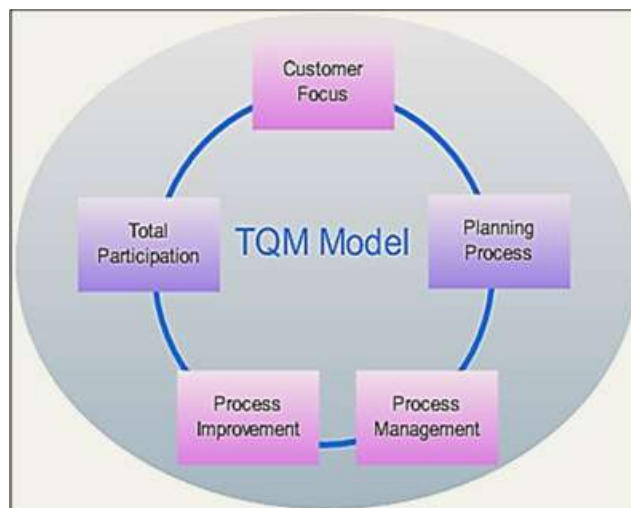 Customer
Focus
Total
Participation
TQM Model
Planning
Process
Process
Improvement
Process
Management